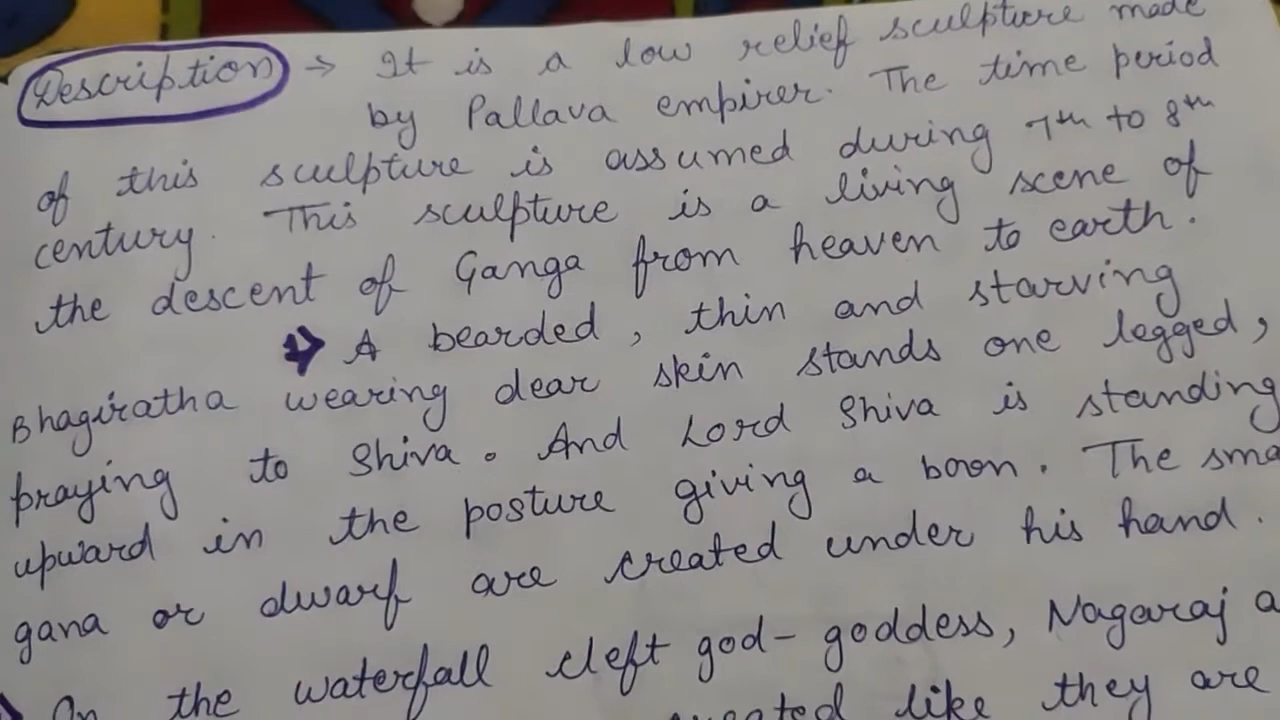 Description → It is a low relief sculpture made
by Pallava empirer. The time period
of this sculpture is assumed during 7th to 8th
century. This sculpture is a living scene of
the descent of Ganga from heaven to earth.
→ A bearded, thin and starving
Bhagiratha wearing dear skin stands one legged,
praying to Shiva. And Lord Shiva is standing
upward in the posture giving a boon. The sma
gana or dwarf are created under his hand.
On the waterfall cleft god-goddess, Nagaraj a
like they are